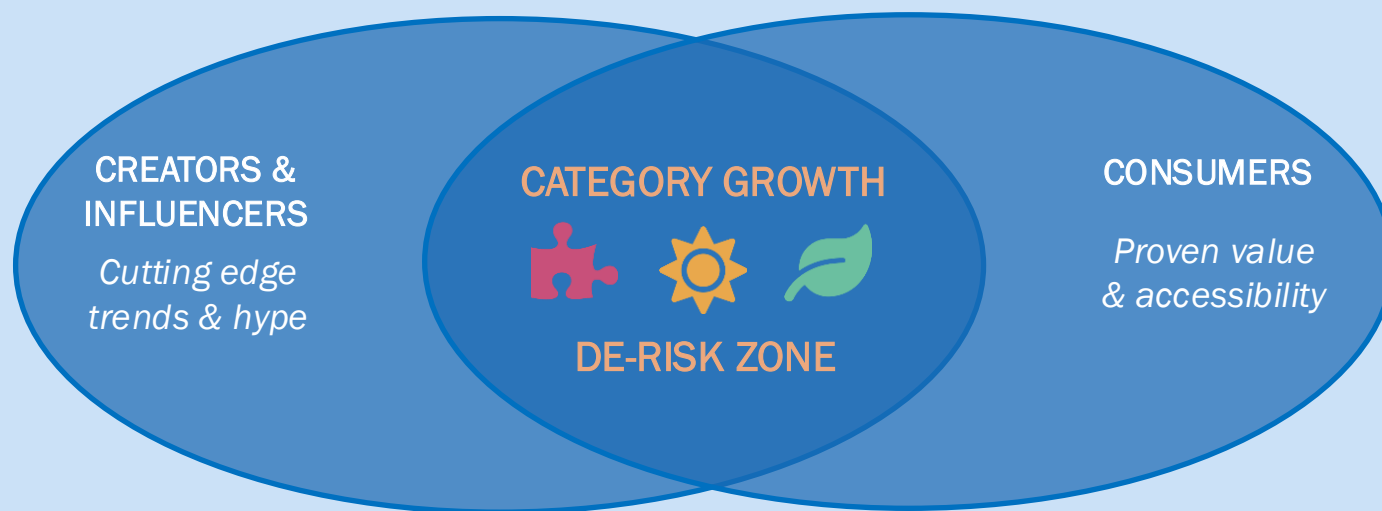 CREATORS &
INFLUENCERS
Cutting edge
trends & hype
CATEGORY GROWTH
DE-RISK ZONE
CONSUMERS
Proven value
& accessibility